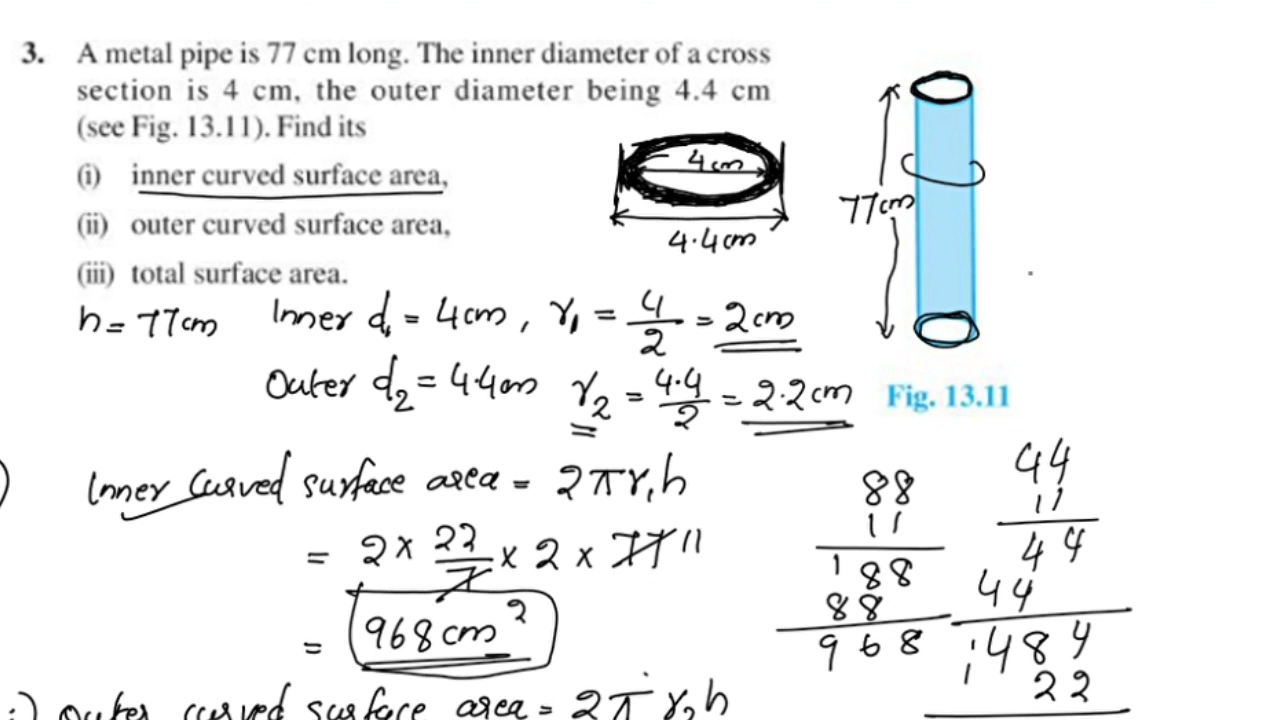 3. A metal pipe is 77 cm long. The inner diameter of a cross
section is 4 cm, the outer diameter being 4.4 cm
(see Fig. 13.11). Find its
(i) inner curved surface area,
(ii) outer curved surface area,
(iii) total surface area.
4cm
4.4cm
77cm
Fig. 13.11
h = 77cm Inner d₁ = 4cm, r₁ = 4/2 = 2cm
Outer d₂ = 4.4cm r₂ = 4.4/2 = 2.2cm
) Inner Curved surface area = 2πr₁h
= 2 × 22/7 × 2 × 77 11
= 968 cm²
88
11
188
88
968
44
11
44
44
1484
22
i) outer curved surface area = 2πr₂h